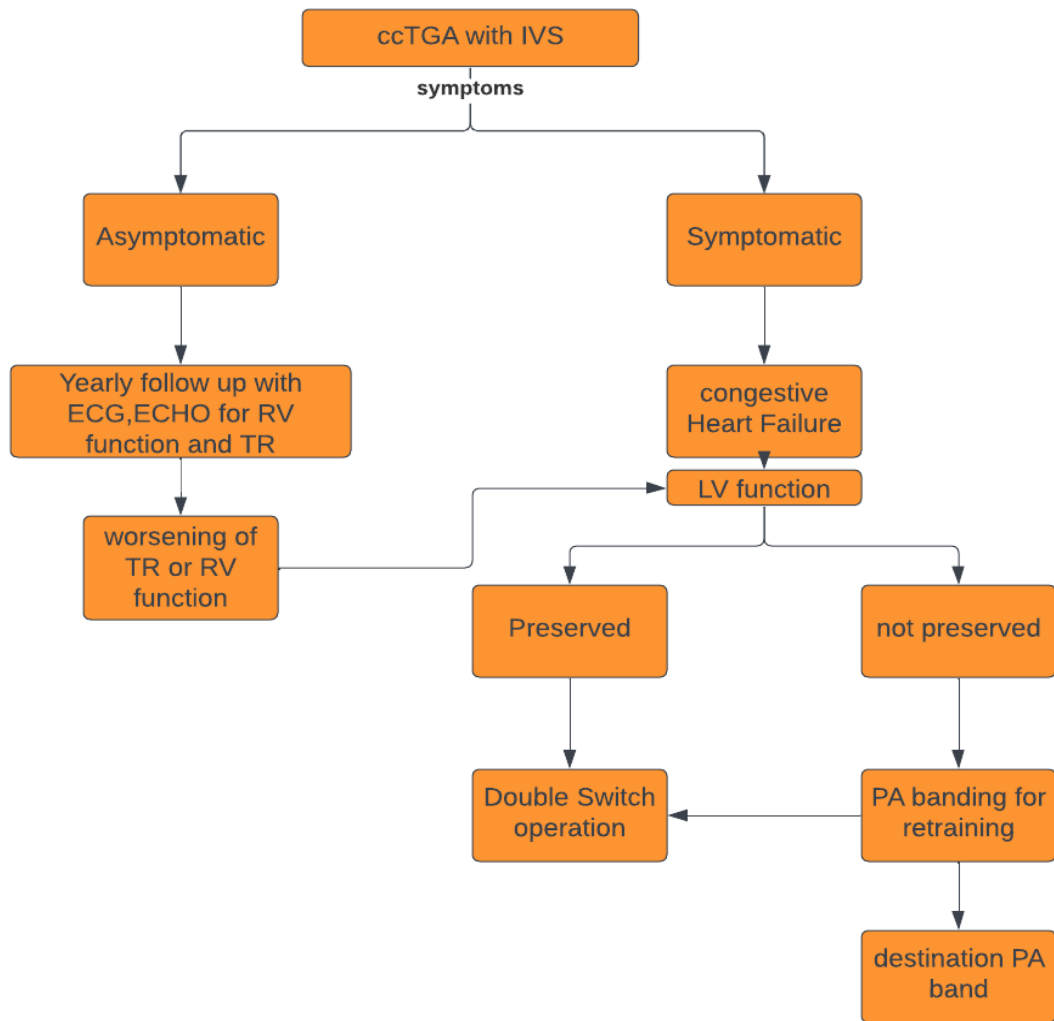 ccTGA with IVS
symptoms
Asymptomatic
Symptomatic
Yearly follow up with
ECG,ECHO for RV
function and TR
congestive
Heart Failure
LV function
worsening of
TR or RV
function
Preserved
not preserved
Double Switch
operation
PA banding for
retraining
destination PA
band